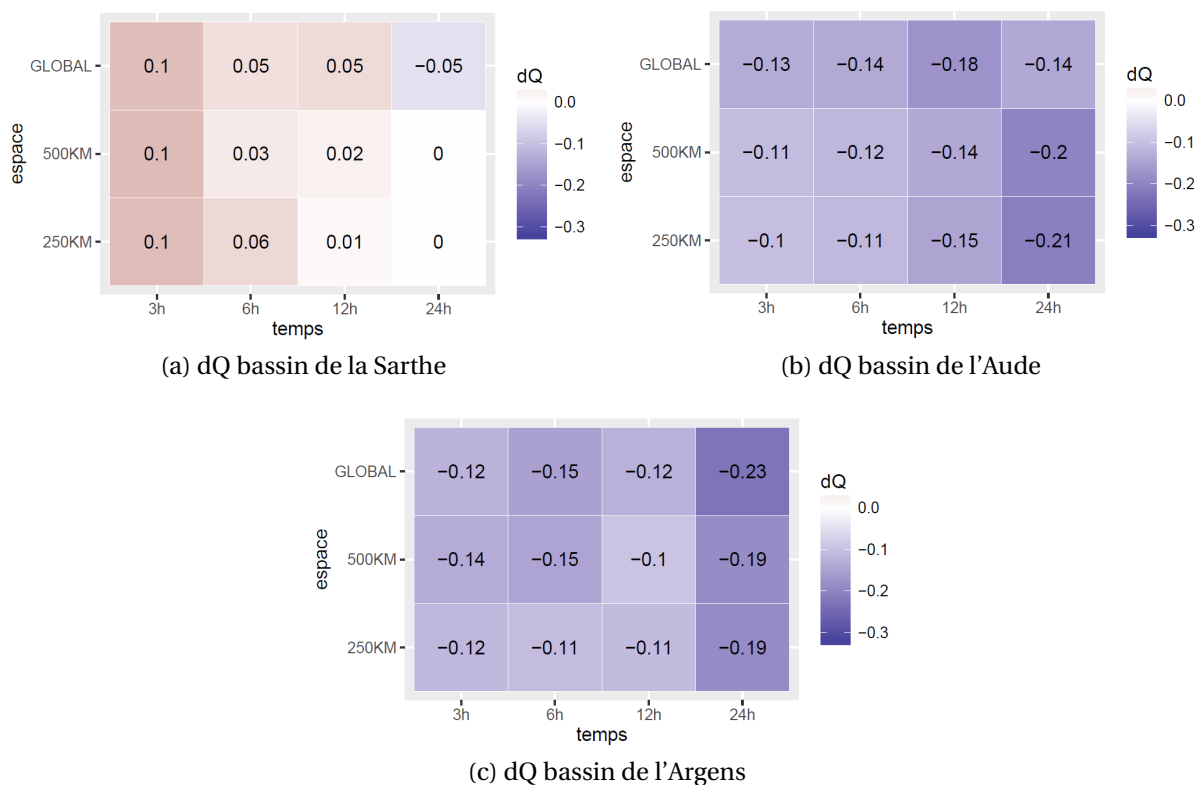 GLOBAL 0.1 0.05 0.05 −0.05
500KM 0.1 0.03 0.02 0
250KM 0.1 0.06 0.01 0
3h 6h 12h 24h
temps
espace
dQ
0.0
−0.1
−0.2
−0.3
(a) dQ bassin de la Sarthe
GLOBAL −0.13 −0.14 −0.18 −0.14
500KM −0.11 −0.12 −0.14 −0.2
250KM −0.1 −0.11 −0.15 −0.21
3h 6h 12h 24h
temps
espace
dQ
0.0
−0.1
−0.2
−0.3
(b) dQ bassin de l'Aude
GLOBAL −0.12 −0.15 −0.12 −0.23
500KM −0.14 −0.15 −0.1 −0.19
250KM −0.12 −0.11 −0.11 −0.19
3h 6h 12h 24h
temps
espace
dQ
0.0
−0.1
−0.2
−0.3
(c) dQ bassin de l'Argens